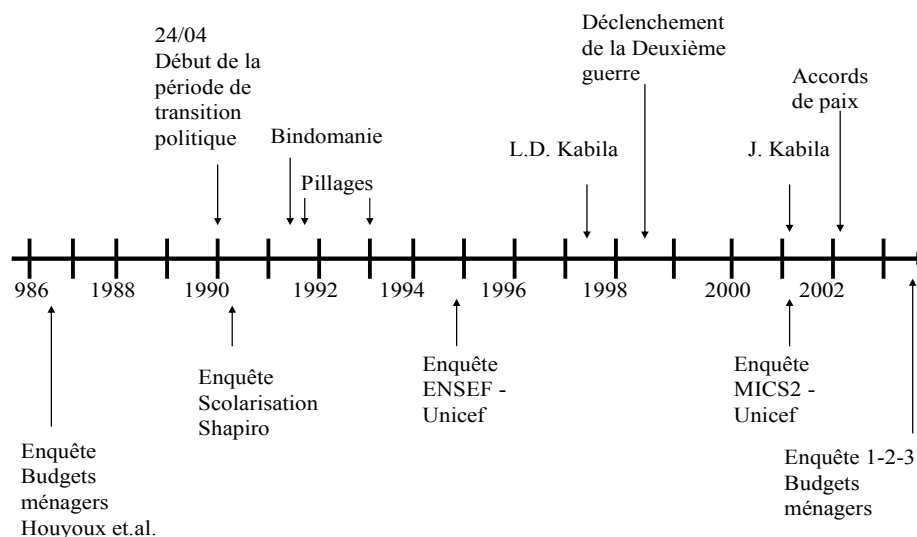 24/04
Début de la
période de
transition
politique
Bindomanie
Pillages
L.D. Kabila
Déclenchement
de la Deuxième
guerre
J. Kabila
Accords
de paix
986
1988
1990
1992
1994
1996
1998
2000
2002
Enquête
Budgets
ménagers
Houyoux et.al.
Enquête
Scolarisation
Shapiro
Enquête
ENSEF -
Unicef
Enquête
MICS2 -
Unicef
Enquête 1-2-3
Budgets
ménagers